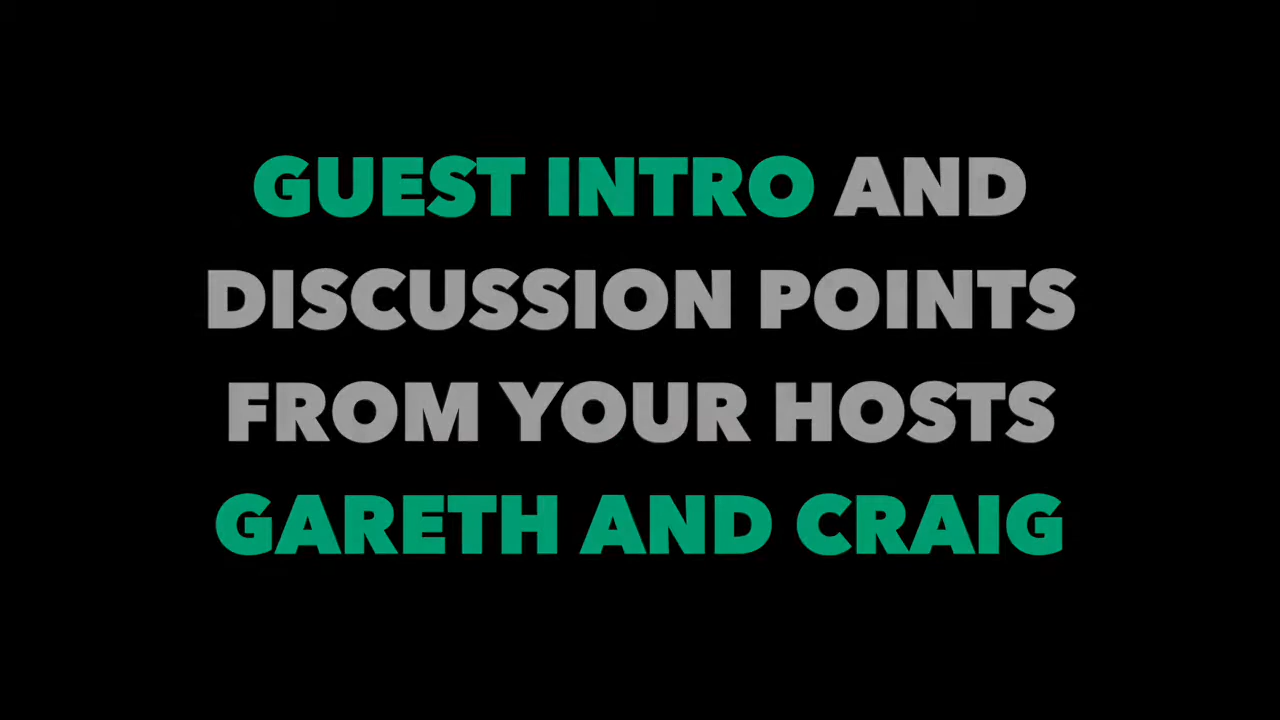 GUEST INTRO AND
DISCUSSION POINTS
FROM YOUR HOSTS
GARETH AND CRAIG